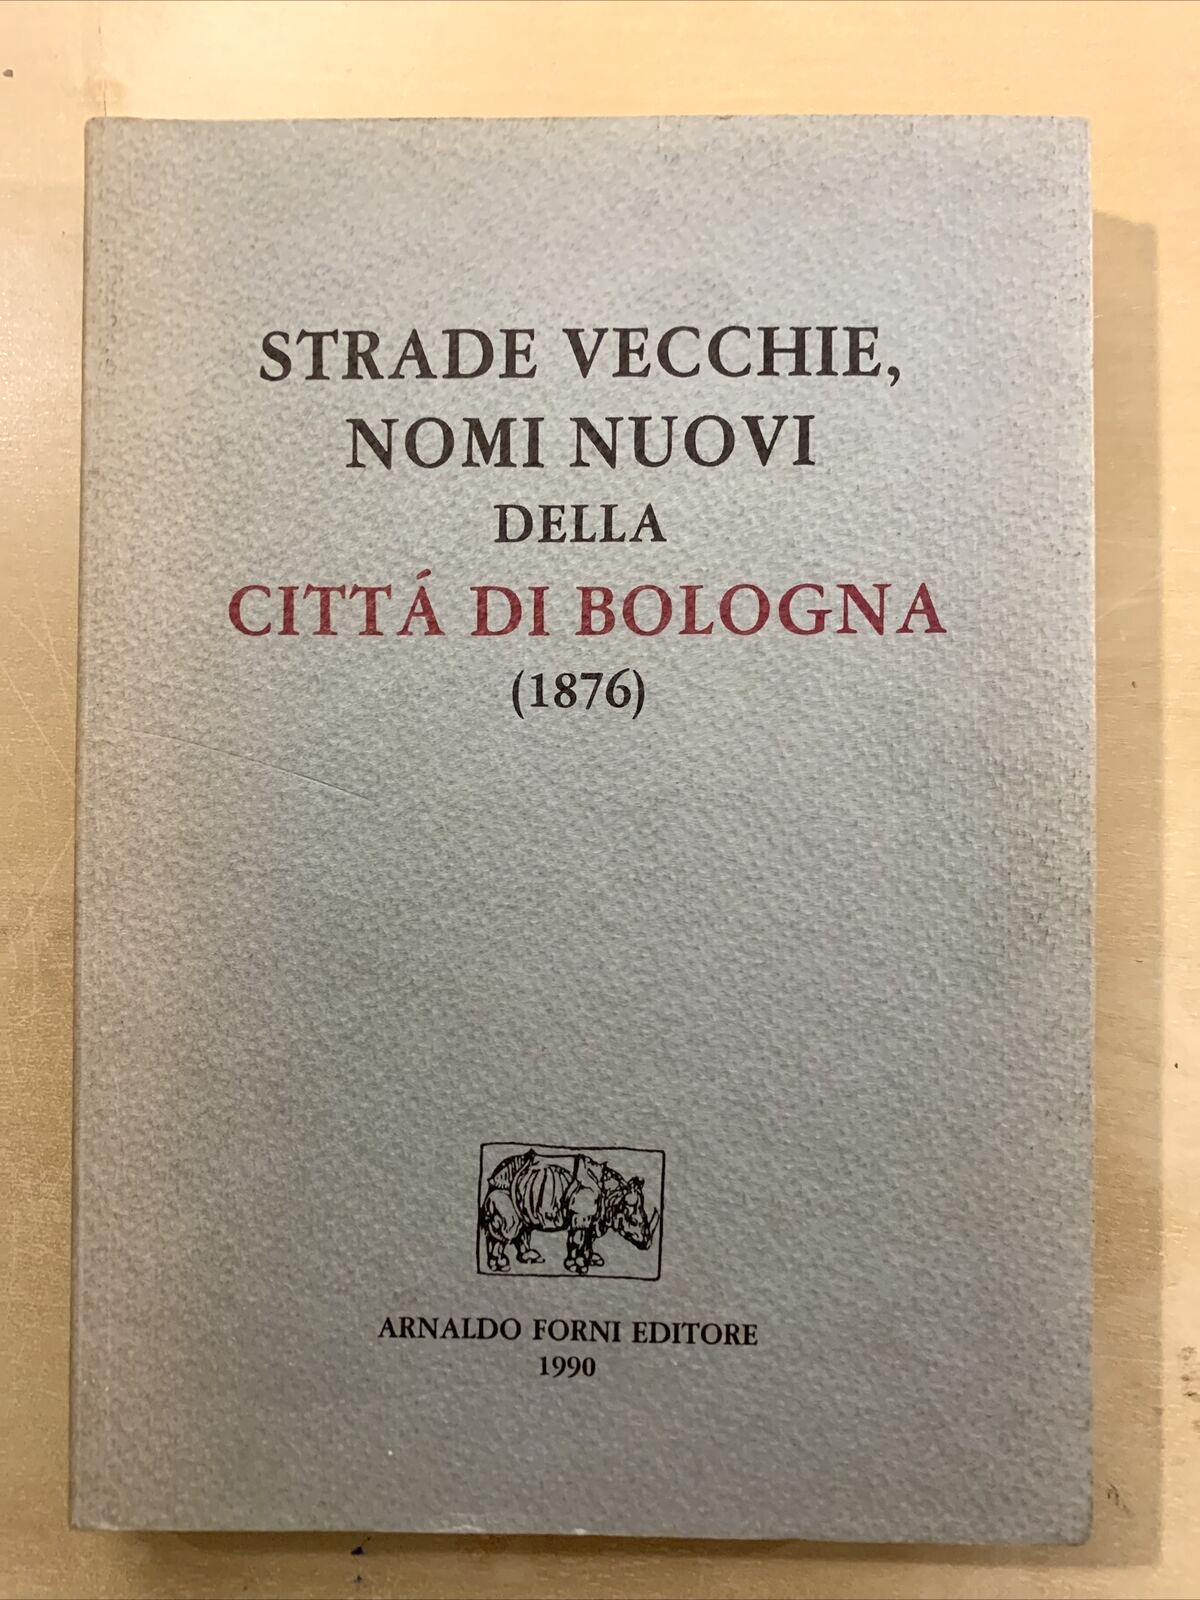 STRADE VECCHIE,
NOMI NUOVI
DELLA
CITTÁ DI BOLOGNA
(1876)
ARNALDO FORNI EDITORE
1990